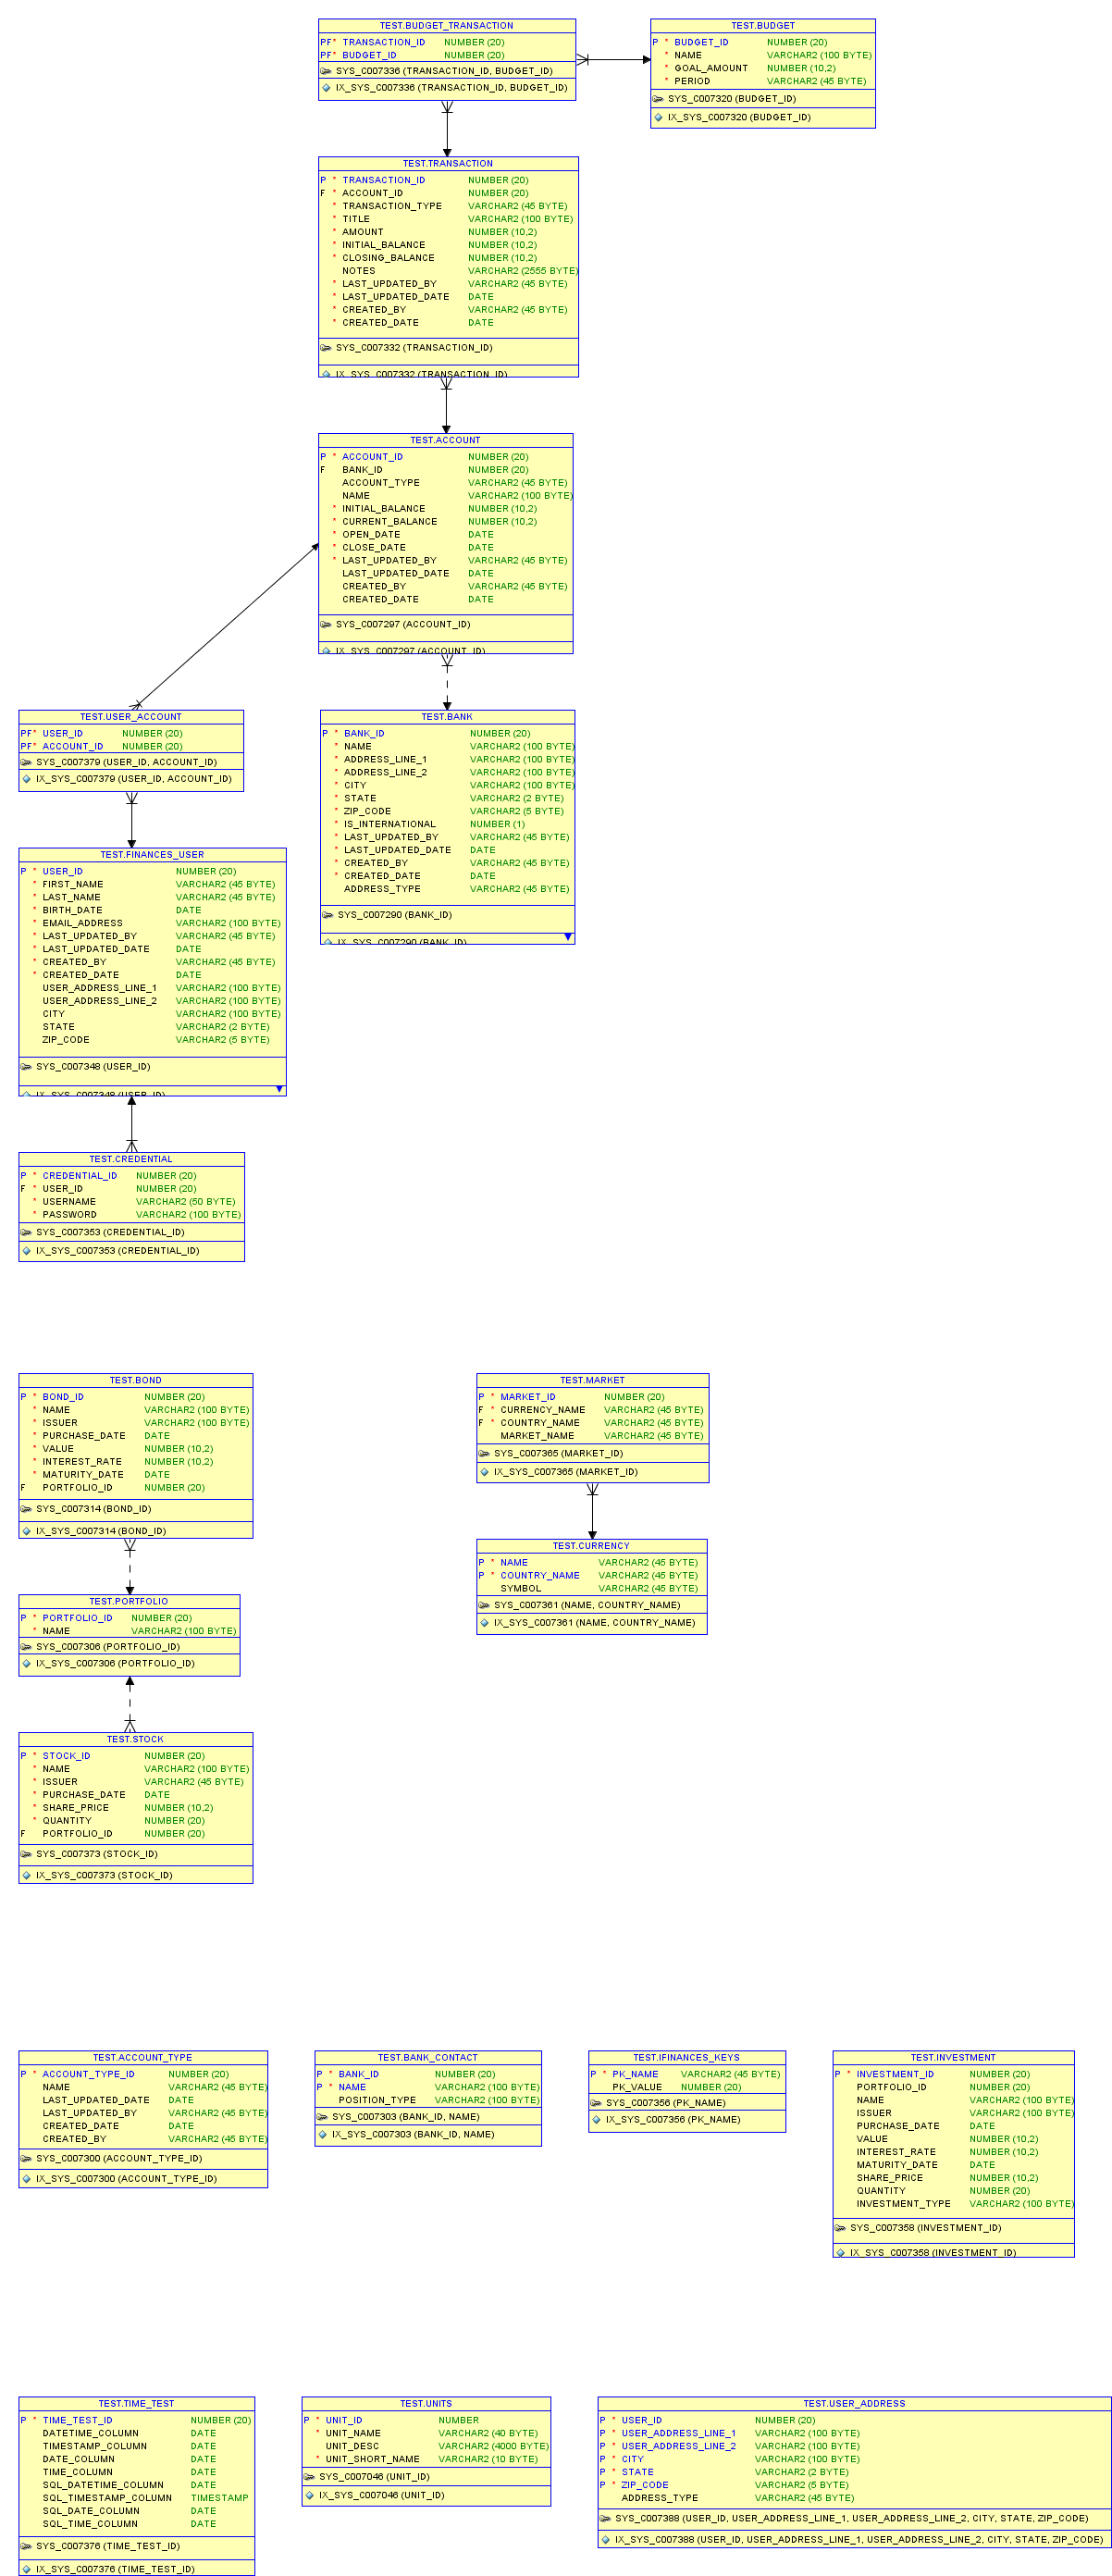 TEST.BUDGET_TRANSACTION
PF* TRANSACTION_ID NUMBER (20)
PF* BUDGET_ID NUMBER (20)
SYS_C007336 (TRANSACTION_ID, BUDGET_ID)
IX_SYS_C007336 (TRANSACTION_ID, BUDGET_ID)
TEST.BUDGET
P * BUDGET_ID NUMBER (20)
* NAME VARCHAR2 (100 BYTE)
* GOAL_AMOUNT NUMBER (10,2)
* PERIOD VARCHAR2 (45 BYTE)
SYS_C007320 (BUDGET_ID)
IX_SYS_C007320 (BUDGET_ID)
TEST.TRANSACTION
P * TRANSACTION_ID NUMBER (20)
F * ACCOUNT_ID NUMBER (20)
* TRANSACTION_TYPE VARCHAR2 (45 BYTE)
* TITLE VARCHAR2 (100 BYTE)
* AMOUNT NUMBER (10,2)
* INITIAL_BALANCE NUMBER (10,2)
* CLOSING_BALANCE NUMBER (10,2)
NOTES VARCHAR2 (2555 BYTE)
* LAST_UPDATED_BY VARCHAR2 (45 BYTE)
* LAST_UPDATED_DATE DATE
* CREATED_BY VARCHAR2 (45 BYTE)
* CREATED_DATE DATE
SYS_C007332 (TRANSACTION_ID)
IX_SYS_C007332 (TRANSACTION_ID)
TEST.ACCOUNT
P * ACCOUNT_ID NUMBER (20)
F BANK_ID NUMBER (20)
ACCOUNT_TYPE VARCHAR2 (45 BYTE)
NAME VARCHAR2 (100 BYTE)
* INITIAL_BALANCE NUMBER (10,2)
* CURRENT_BALANCE NUMBER (10,2)
* OPEN_DATE DATE
* CLOSE_DATE DATE
* LAST_UPDATED_BY VARCHAR2 (45 BYTE)
LAST_UPDATED_DATE DATE
CREATED_BY VARCHAR2 (45 BYTE)
CREATED_DATE DATE
SYS_C007297 (ACCOUNT_ID)
IX_SYS_C007297 (ACCOUNT_ID)
TEST.USER_ACCOUNT
PF* USER_ID NUMBER (20)
PF* ACCOUNT_ID NUMBER (20)
SYS_C007379 (USER_ID, ACCOUNT_ID)
IX_SYS_C007379 (USER_ID, ACCOUNT_ID)
TEST.BANK
P * BANK_ID NUMBER (20)
* NAME VARCHAR2 (100 BYTE)
* ADDRESS_LINE_1 VARCHAR2 (100 BYTE)
* ADDRESS_LINE_2 VARCHAR2 (100 BYTE)
* CITY VARCHAR2 (100 BYTE)
* STATE VARCHAR2 (2 BYTE)
* ZIP_CODE VARCHAR2 (5 BYTE)
* IS_INTERNATIONAL NUMBER (1)
* LAST_UPDATED_BY VARCHAR2 (45 BYTE)
* LAST_UPDATED_DATE DATE
* CREATED_BY VARCHAR2 (45 BYTE)
* CREATED_DATE DATE
ADDRESS_TYPE VARCHAR2 (45 BYTE)
SYS_C007290 (BANK_ID)
IX_SYS_C007290 (BANK_ID)
TEST.FINANCES_USER
P * USER_ID NUMBER (20)
* FIRST_NAME VARCHAR2 (45 BYTE)
* LAST_NAME VARCHAR2 (45 BYTE)
* BIRTH_DATE DATE
* EMAIL_ADDRESS VARCHAR2 (100 BYTE)
* LAST_UPDATED_BY VARCHAR2 (45 BYTE)
* LAST_UPDATED_DATE DATE
* CREATED_BY VARCHAR2 (45 BYTE)
* CREATED_DATE DATE
USER_ADDRESS_LINE_1 VARCHAR2 (100 BYTE)
USER_ADDRESS_LINE_2 VARCHAR2 (100 BYTE)
CITY VARCHAR2 (100 BYTE)
STATE VARCHAR2 (2 BYTE)
ZIP_CODE VARCHAR2 (5 BYTE)
SYS_C007348 (USER_ID)
IX_SYS_C007348 (USER_ID)
TEST.CREDENTIAL
P * CREDENTIAL_ID NUMBER (20)
F * USER_ID NUMBER (20)
* USERNAME VARCHAR2 (50 BYTE)
* PASSWORD VARCHAR2 (100 BYTE)
SYS_C007353 (CREDENTIAL_ID)
IX_SYS_C007353 (CREDENTIAL_ID)
TEST.BOND
P * BOND_ID NUMBER (20)
* NAME VARCHAR2 (100 BYTE)
* ISSUER VARCHAR2 (100 BYTE)
* PURCHASE_DATE DATE
* VALUE NUMBER (10,2)
* INTEREST_RATE NUMBER (10,2)
* MATURITY_DATE DATE
F PORTFOLIO_ID NUMBER (20)
SYS_C007314 (BOND_ID)
IX_SYS_C007314 (BOND_ID)
TEST.MARKET
P * MARKET_ID NUMBER (20)
F * CURRENCY_NAME VARCHAR2 (45 BYTE)
F * COUNTRY_NAME VARCHAR2 (45 BYTE)
MARKET_NAME VARCHAR2 (45 BYTE)
SYS_C007365 (MARKET_ID)
IX_SYS_C007365 (MARKET_ID)
TEST.CURRENCY
P * NAME VARCHAR2 (45 BYTE)
P * COUNTRY_NAME VARCHAR2 (45 BYTE)
SYMBOL VARCHAR2 (45 BYTE)
SYS_C007361 (NAME, COUNTRY_NAME)
IX_SYS_C007361 (NAME, COUNTRY_NAME)
TEST.PORTFOLIO
P * PORTFOLIO_ID NUMBER (20)
* NAME VARCHAR2 (100 BYTE)
SYS_C007306 (PORTFOLIO_ID)
IX_SYS_C007306 (PORTFOLIO_ID)
TEST.STOCK
P * STOCK_ID NUMBER (20)
* NAME VARCHAR2 (100 BYTE)
* ISSUER VARCHAR2 (45 BYTE)
* PURCHASE_DATE DATE
* SHARE_PRICE NUMBER (10,2)
* QUANTITY NUMBER (20)
F PORTFOLIO_ID NUMBER (20)
SYS_C007373 (STOCK_ID)
IX_SYS_C007373 (STOCK_ID)
TEST.ACCOUNT_TYPE
P * ACCOUNT_TYPE_ID NUMBER (20)
NAME VARCHAR2 (45 BYTE)
LAST_UPDATED_DATE DATE
LAST_UPDATED_BY VARCHAR2 (45 BYTE)
CREATED_DATE DATE
CREATED_BY VARCHAR2 (45 BYTE)
SYS_C007300 (ACCOUNT_TYPE_ID)
IX_SYS_C007300 (ACCOUNT_TYPE_ID)
TEST.BANK_CONTACT
P * BANK_ID NUMBER (20)
P * NAME VARCHAR2 (100 BYTE)
POSITION_TYPE VARCHAR2 (100 BYTE)
SYS_C007303 (BANK_ID, NAME)
IX_SYS_C007303 (BANK_ID, NAME)
TEST.IFINANCES_KEYS
P * PK_NAME VARCHAR2 (45 BYTE)
PK_VALUE NUMBER (20)
SYS_C007356 (PK_NAME)
IX_SYS_C007356 (PK_NAME)
TEST.INVESTMENT
P * INVESTMENT_ID NUMBER (20)
PORTFOLIO_ID NUMBER (20)
NAME VARCHAR2 (100 BYTE)
ISSUER VARCHAR2 (100 BYTE)
PURCHASE_DATE DATE
VALUE NUMBER (10,2)
INTEREST_RATE NUMBER (10,2)
MATURITY_DATE DATE
SHARE_PRICE NUMBER (10,2)
QUANTITY NUMBER (20)
INVESTMENT_TYPE VARCHAR2 (100 BYTE)
SYS_C007358 (INVESTMENT_ID)
IX_SYS_C007358 (INVESTMENT_ID)
TEST.TIME_TEST
P * TIME_TEST_ID NUMBER (20)
DATETIME_COLUMN DATE
TIMESTAMP_COLUMN DATE
DATE_COLUMN DATE
TIME_COLUMN DATE
SQL_DATETIME_COLUMN DATE
SQL_TIMESTAMP_COLUMN TIMESTAMP
SQL_DATE_COLUMN DATE
SQL_TIME_COLUMN DATE
SYS_C007376 (TIME_TEST_ID)
IX_SYS_C007376 (TIME_TEST_ID)
TEST.UNITS
P * UNIT_ID NUMBER
* UNIT_NAME VARCHAR2 (40 BYTE)
UNIT_DESC VARCHAR2 (4000 BYTE)
* UNIT_SHORT_NAME VARCHAR2 (10 BYTE)
SYS_C007046 (UNIT_ID)
IX_SYS_C007046 (UNIT_ID)
TEST.USER_ADDRESS
P * USER_ID NUMBER (20)
P * USER_ADDRESS_LINE_1 VARCHAR2 (100 BYTE)
P * USER_ADDRESS_LINE_2 VARCHAR2 (100 BYTE)
P * CITY VARCHAR2 (100 BYTE)
P * STATE VARCHAR2 (2 BYTE)
P * ZIP_CODE VARCHAR2 (5 BYTE)
ADDRESS_TYPE VARCHAR2 (45 BYTE)
SYS_C007388 (USER_ID, USER_ADDRESS_LINE_1, USER_ADDRESS_LINE_2, CITY, STATE, ZIP_CODE)
IX_SYS_C007388 (USER_ID, USER_ADDRESS_LINE_1, USER_ADDRESS_LINE_2, CITY, STATE, ZIP_CODE)